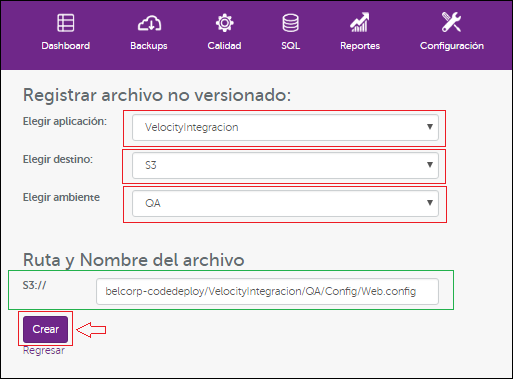 Dashboard Backups Calidad SQL Reportes Configuración
Registrar archivo no versionado:
Elegir aplicación: VelocityIntegracion
Elegir destino: S3
Elegir ambiente QA
Ruta y Nombre del archivo
S3:// belcorp-codedeploy/VelocityIntegracion/QA/Config/Web.config
Crear
Regresar